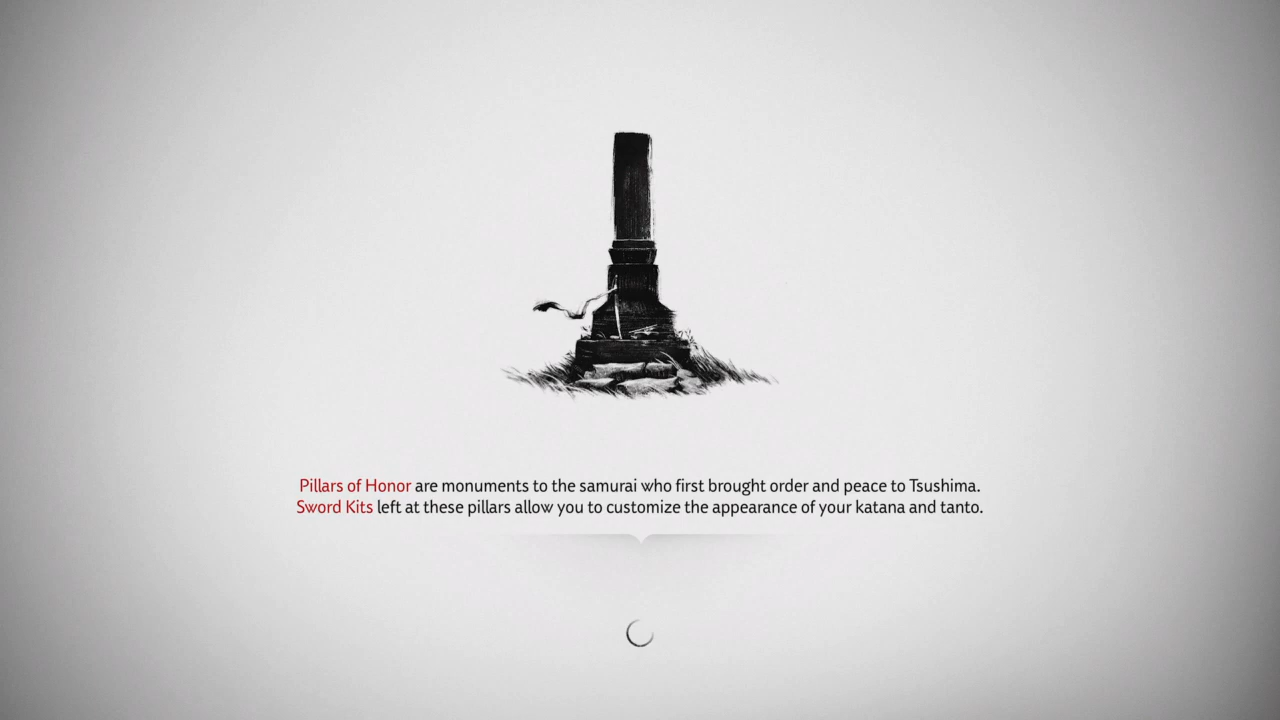 Pillars of Honor are monuments to the samurai who first brought order and peace to Tsushima.
Sword Kits left at these pillars allow you to customize the appearance of your katana and tanto.